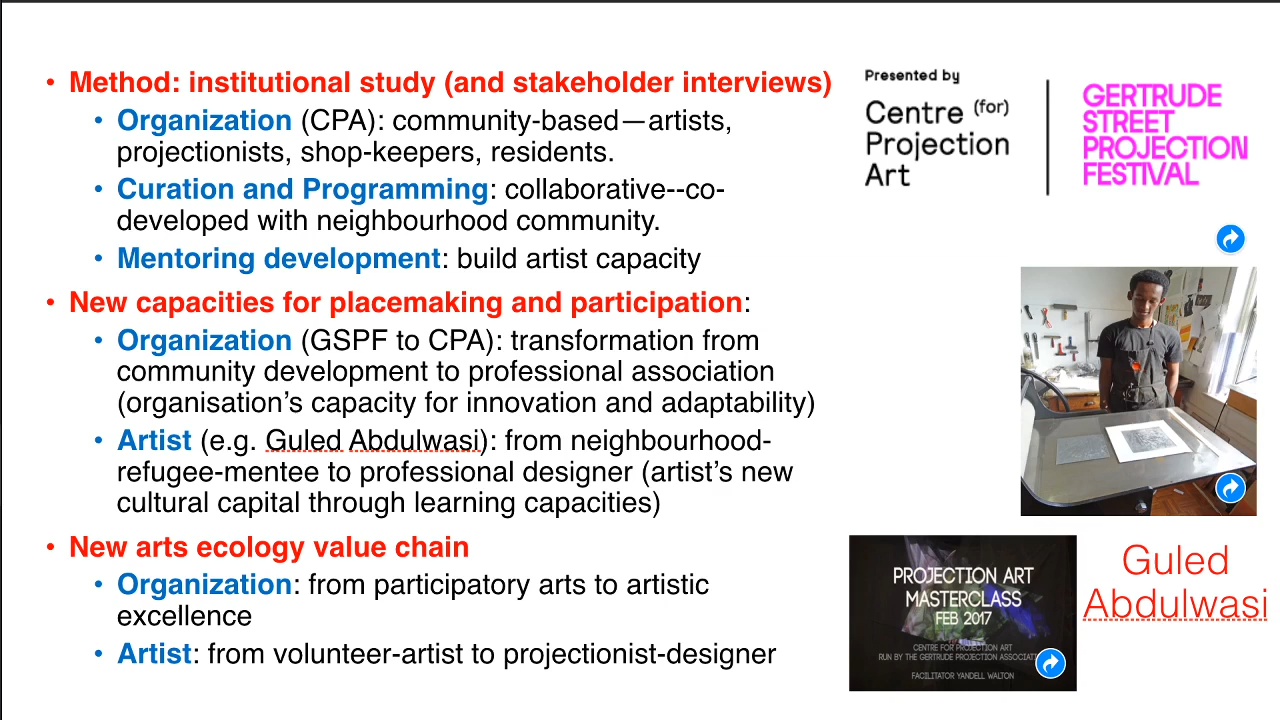 • Method: institutional study (and stakeholder interviews)
• Organization (CPA): community-based—artists,
projectionists, shop-keepers, residents.
• Curation and Programming: collaborative--co-
developed with neighbourhood community.
• Mentoring development: build artist capacity
• New capacities for placemaking and participation:
• Organization (GSPF to CPA): transformation from
community development to professional association
(organisation's capacity for innovation and adaptability)
• Artist (e.g. Guled Abdulwasi): from neighbourhood-
refugee-mentee to professional designer (artist's new
cultural capital through learning capacities)
• New arts ecology value chain
• Organization: from participatory arts to artistic
excellence
• Artist: from volunteer-artist to projectionist-designer
Presented by
Centre (for)
Projection
Art
GERTRUDE
STREET
PROJECTION
FESTIVAL
PROJECTION ART
MASTERCLASS
FEB 2017
CENTRE FOR PROJECTION ART
RUN BY THE GERTRUDE PROJECTION
FACILITATOR YANDELL WALTON
Guled
Abdulwasi